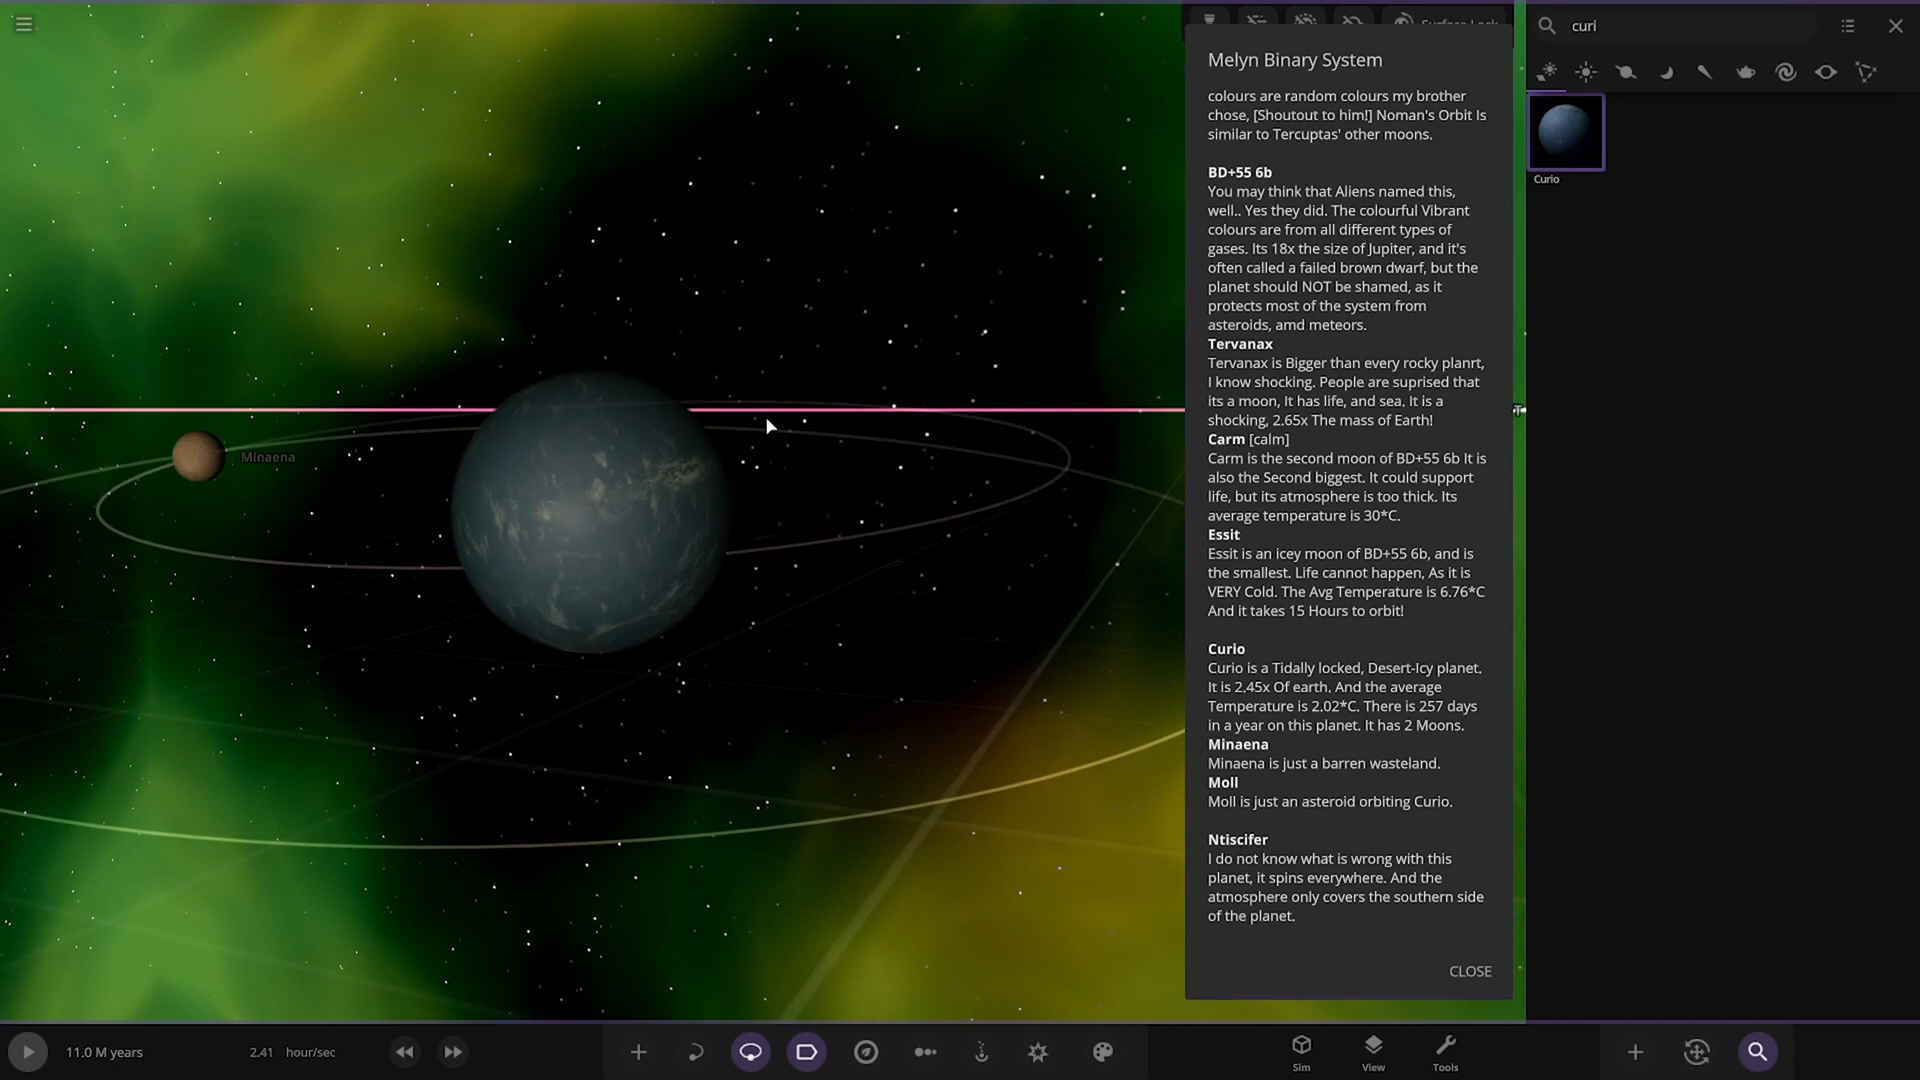 Surface Lock
curi
Melyn Binary System
colours are random colours my brother
chose, [Shoutout to him!] Noman's Orbit Is
similar to Tercuptas' other moons.
BD+55 6b
You may think that Aliens named this,
well.. Yes they did. The colourful Vibrant
colours are from all different types of
gases. Its 18x the size of Jupiter, and it's
often called a failed brown dwarf, but the
planet should NOT be shamed, as it
protects most of the system from
asteroids, amd meteors.
Tervanax
Tervanax is Bigger than every rocky planrt,
I know shocking. People are suprised that
its a moon, It has life, and sea, It is a
shocking, 2.65x The mass of Earth!
Carm [calm]
Carm is the second moon of BD+55 6b It is
also the Second biggest. It could support
life, but its atmosphere is too thick. Its
average temperature is 30*C.
Essit
Essit is an icey moon of BD+55 6b, and is
the smallest. Life cannot happen, As it is
VERY Cold. The Avg Temperature is 6.76*C
And it takes 15 Hours to orbit!
Curio
Curio is a Tidally locked, Desert-Icy planet.
It is 2.45x Of earth. And the average
Temperature is 2.02*C. There is 257 days
in a year on this planet. It has 2 Moons.
Minaena
Minaena is just a barren wasteland.
Moll
Moll is just an asteroid orbiting Curio.
Ntiscifer
I do not know what is wrong with this
planet, it spins everywhere. And the
atmosphere only covers the southern side
of the planet.
CLOSE
Curio
Minaena
11.0 M years
2.41 hour/sec
Sim
View
Tools